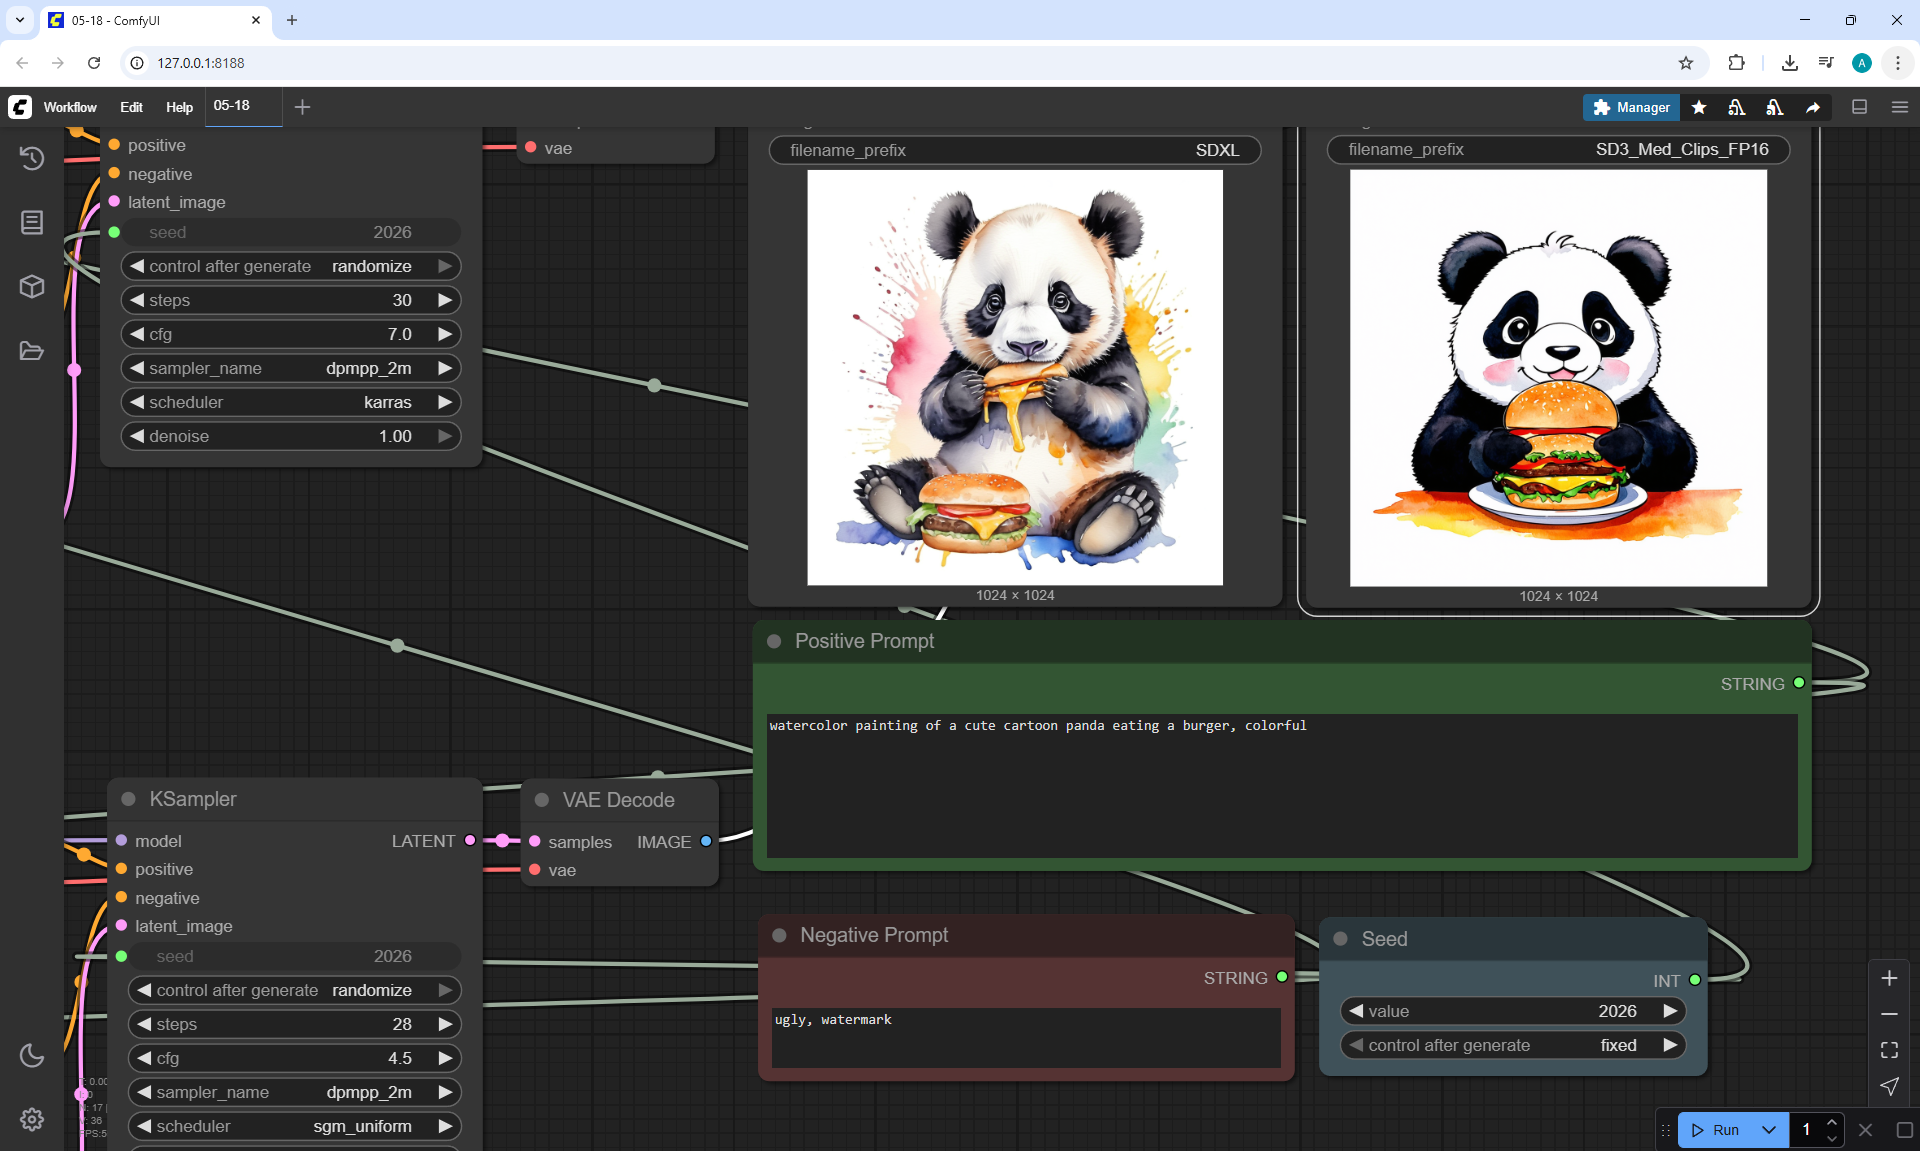 05-18 - ComfyUI
127.0.0.1:8188
A
Workflow
Edit
Help
05-18
Manager
positive
negative
latent_image
seed 2026
control after generate randomize
steps 30
cfg 7.0
sampler_name dpmpp_2m
scheduler karras
denoise 1.00
vae
filename_prefix SDXL
1024 × 1024
filename_prefix SD3_Med_Clips_FP16
1024 × 1024
Positive Prompt
STRING
watercolor painting of a cute cartoon panda eating a burger, colorful
KSampler
model LATENT
positive
negative
latent_image
seed 2026
control after generate randomize
steps 28
cfg 4.5
sampler_name dpmpp_2m
scheduler sgm_uniform
VAE Decode
samples IMAGE
vae
Negative Prompt
STRING
ugly, watermark
Seed
INT
value 2026
control after generate fixed
Run
1